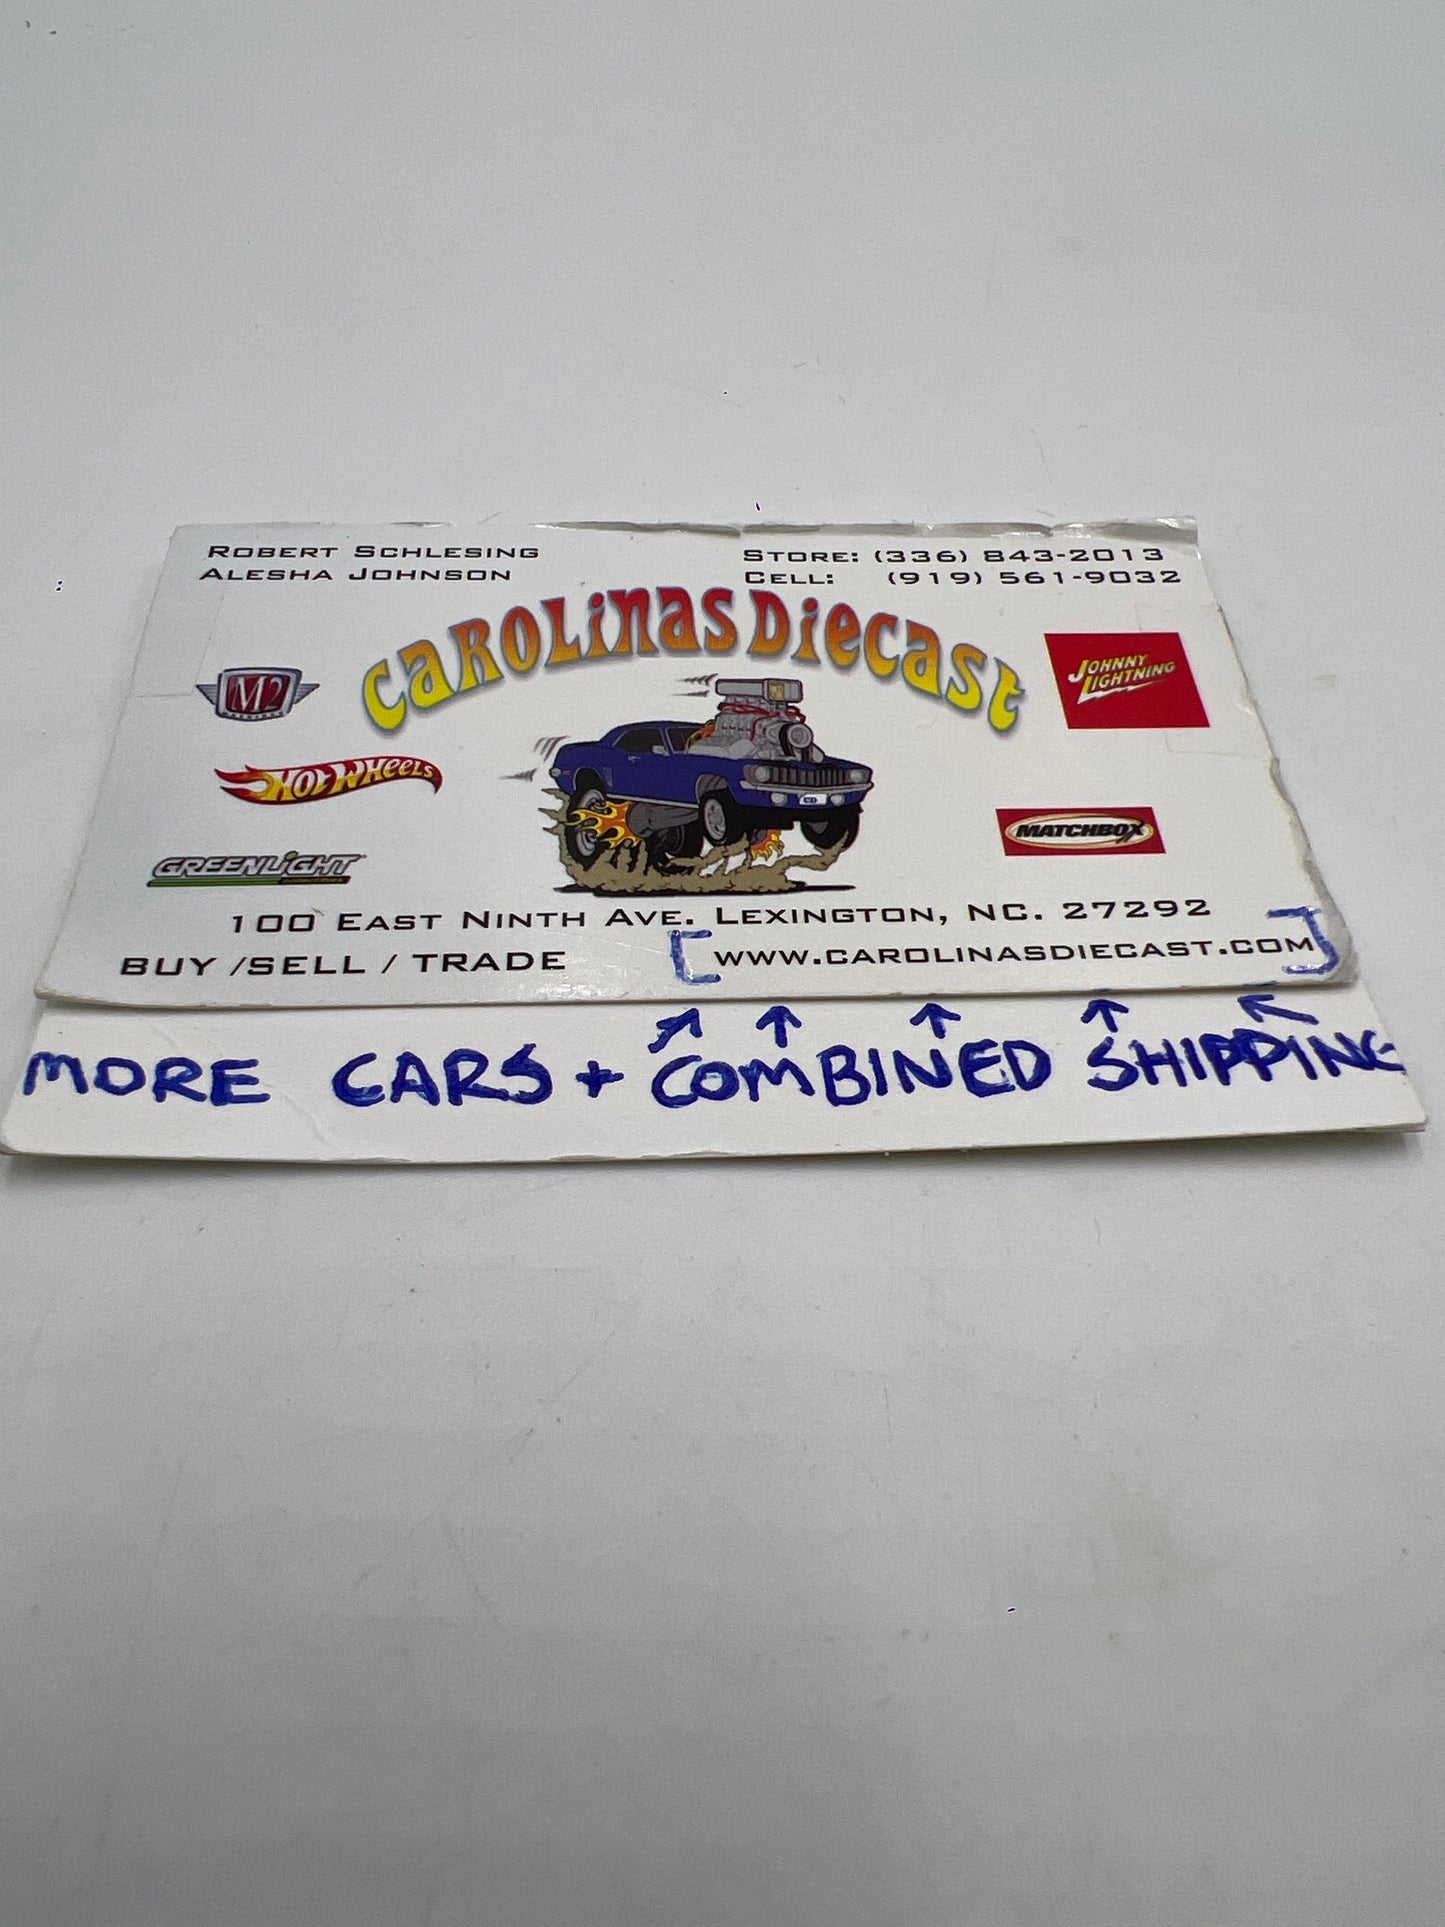 ROBERT SCHLESING
ALESHA JOHNSON
STORE: (336) 843-2013
CELL: (919) 561-9032
CAROLINAS DIECAST
M2
JOHNNY
LIGHTNING
HOT WHEELS
MATCHBOX
GREENLIGHT
100 EAST NINTH AVE. LEXINGTON, NC. 27292
BUY /SELL / TRADE
[WWW.CAROLINASDIECAST.COM]
MORE CARS + COMBINED SHIPPING